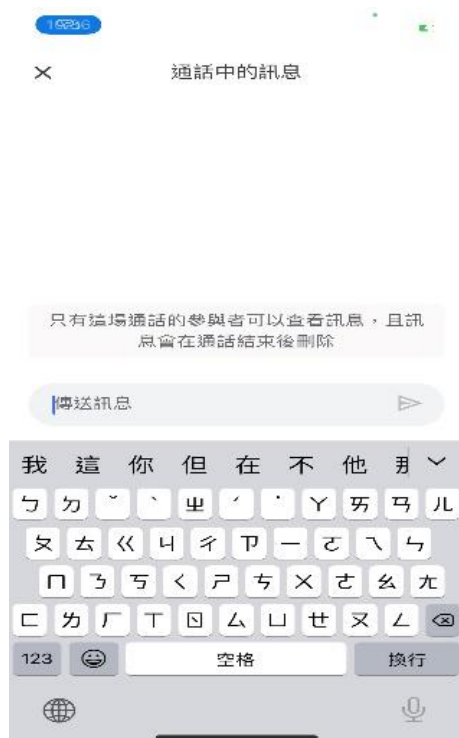 通話中的訊息
只有這場通話的參與者可以查看訊息，且訊
息會在通話結束後刪除
傳送訊息
我 這 你 但 在 不 他 那
ㄅ ㄉ ˇ ˋ ㄓ ˊ ˙ ㄚ ㄞ ㄢ ㄦ
ㄆ ㄊ ㄍ ㄐ ㄔ ㄗ ㄧ ㄛ ㄟ ㄣ
ㄇ ㄋ ㄎ ㄑ ㄕ ㄘ ㄨ ㄜ ㄠ ㄤ
ㄈ ㄌ ㄏ ㄒ ㄖ ㄙ ㄩ ㄝ ㄡ ㄥ
123 空格 換行